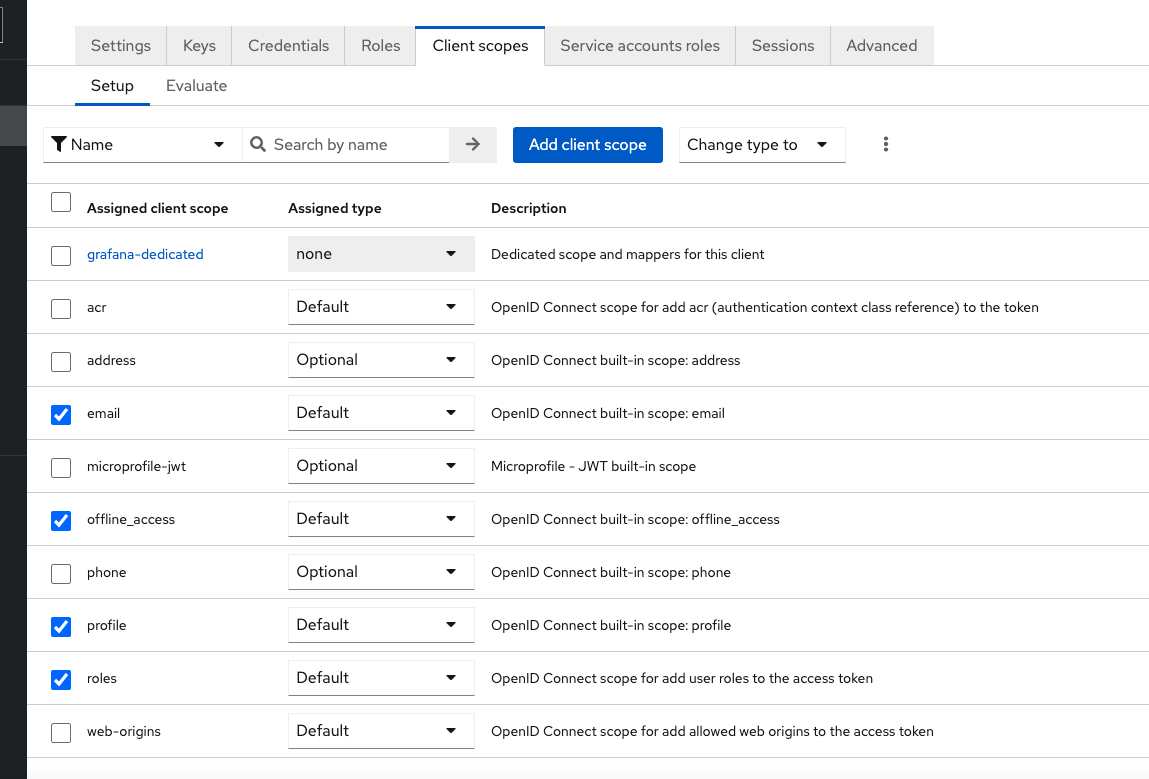 Settings Keys Credentials Roles Client scopes Service accounts roles Sessions Advanced
Setup Evaluate
Name Search by name Add client scope Change type to
Assigned client scope Assigned type Description
grafana-dedicated none Dedicated scope and mappers for this client
acr Default OpenID Connect scope for add acr (authentication context class reference) to the token
address Optional OpenID Connect built-in scope: address
email Default OpenID Connect built-in scope: email
microprofile-jwt Optional Microprofile - JWT built-in scope
offline_access Default OpenID Connect built-in scope: offline_access
phone Optional OpenID Connect built-in scope: phone
profile Default OpenID Connect built-in scope: profile
roles Default OpenID Connect scope for add user roles to the access token
web-origins Default OpenID Connect scope for add allowed web origins to the access token